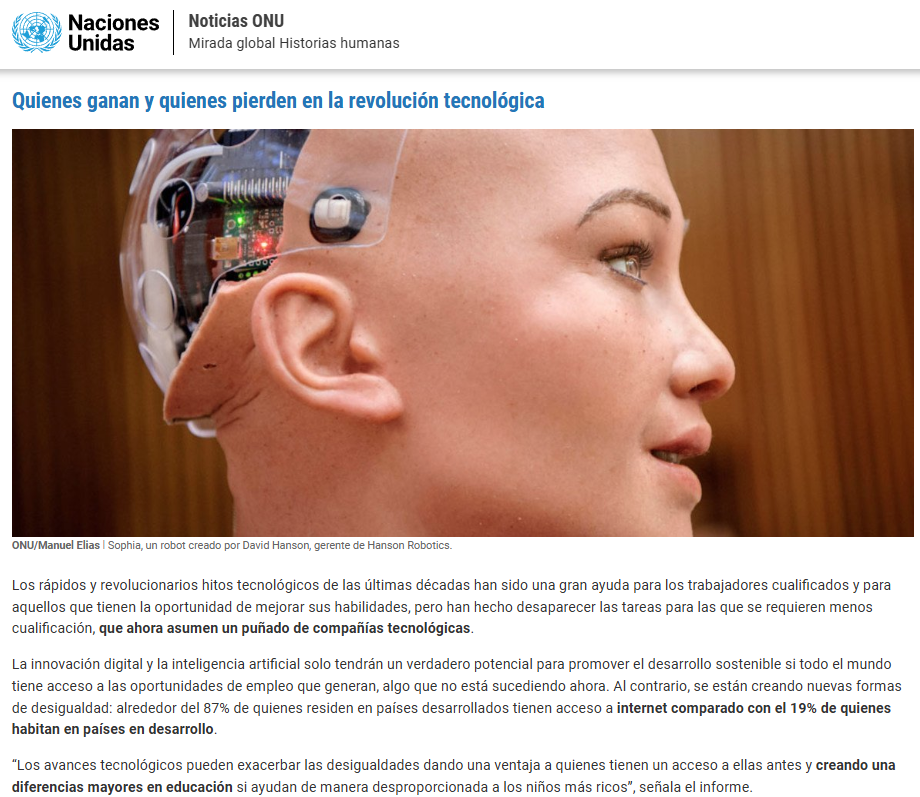 Naciones
Unidas
Noticias ONU
Mirada global Historias humanas
Quienes ganan y quienes pierden en la revolución tecnológica
ONU/Manuel Elias | Sophia, un robot creado por David Hanson, gerente de Hanson Robotics.
Los rápidos y revolucionarios hitos tecnológicos de las últimas décadas han sido una gran ayuda para los trabajadores cualificados y para
aquellos que tienen la oportunidad de mejorar sus habilidades, pero han hecho desaparecer las tareas para las que se requieren menos
cualificación, que ahora asumen un puñado de compañías tecnológicas.
La innovación digital y la inteligencia artificial solo tendrán un verdadero potencial para promover el desarrollo sostenible si todo el mundo
tiene acceso a las oportunidades de empleo que generan, algo que no está sucediendo ahora. Al contrario, se están creando nuevas formas
de desigualdad: alrededor del 87% de quienes residen en países desarrollados tienen acceso a internet comparado con el 19% de quienes
habitan en países en desarrollo.
“Los avances tecnológicos pueden exacerbar las desigualdades dando una ventaja a quienes tienen un acceso a ellas antes y creando una
diferencias mayores en educación si ayudan de manera desproporcionada a los niños más ricos”, señala el informe.